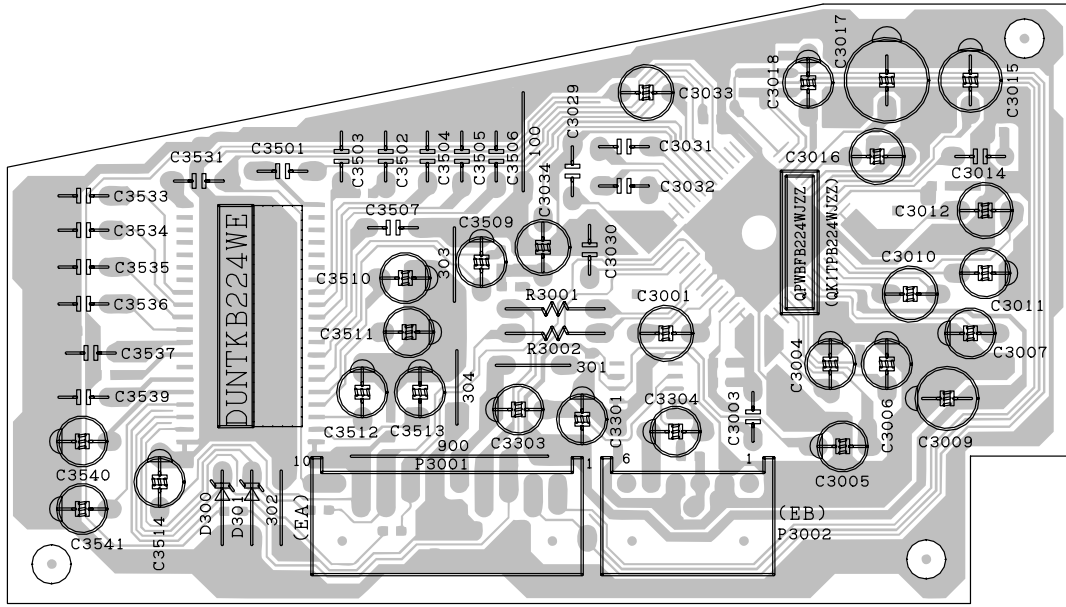 C3017
C3018
C3015
C3033
C3029
100
C3031
C3016
C3014
C3503
C3502
C3504
C3505
C3506
C3501
C3531
C3032
C3533
C3034
C3012
C3507
C3509
C3534
DUNTKB224WE
303
C3030
QPWBFB224WJZZ
(QKITPB224WJZZ)
C3010
C3535
C3510
C3011
R3001
C3001
C3536
C3511
R3002
C3007
C3537
304
301
C3004
C3006
C3539
C3512
C3513
C3303
C3301
C3304
C3003
C3009
900
C3540
10
P3001
1
6
1
C3005
C3514
D300
D301
302
(EA)
(EB)
P3002
C3541